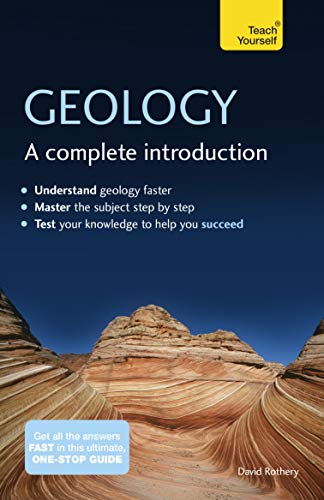 Teach
Yourself®
GEOLOGY
A complete introduction
• Understand geology faster
• Master the subject step by step
• Test your knowledge to help you succeed
Get all the answers
FAST in this ultimate,
ONE-STOP GUIDE
David Rothery